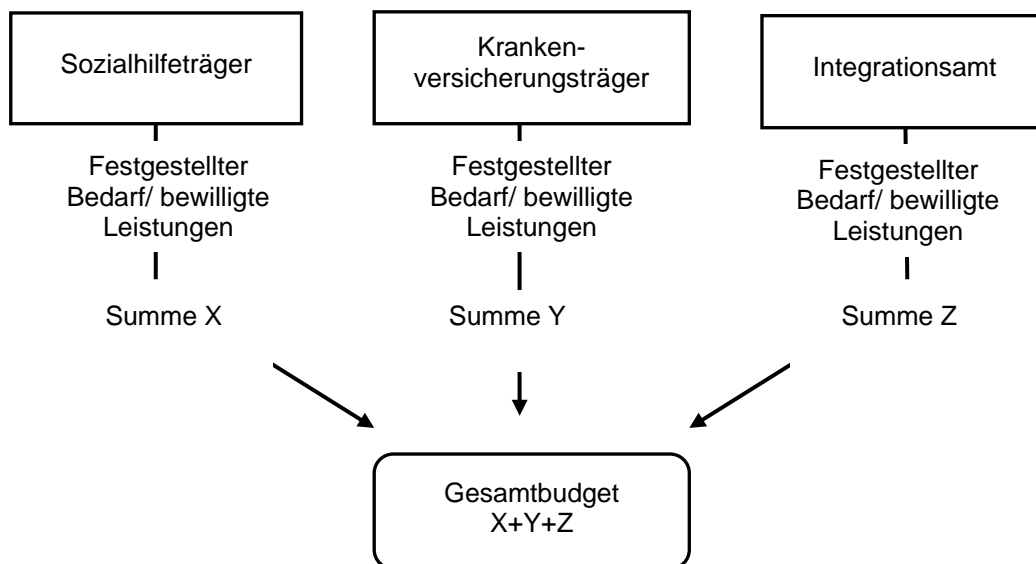 Sozialhilfeträger
Kranken-
versicherungsträger
Integrationsamt
Festgestellter
Bedarf/ bewilligte
Leistungen
Festgestellter
Bedarf/ bewilligte
Leistungen
Festgestellter
Bedarf/ bewilligte
Leistungen
Summe X
Summe Y
Summe Z
Gesamtbudget
X+Y+Z